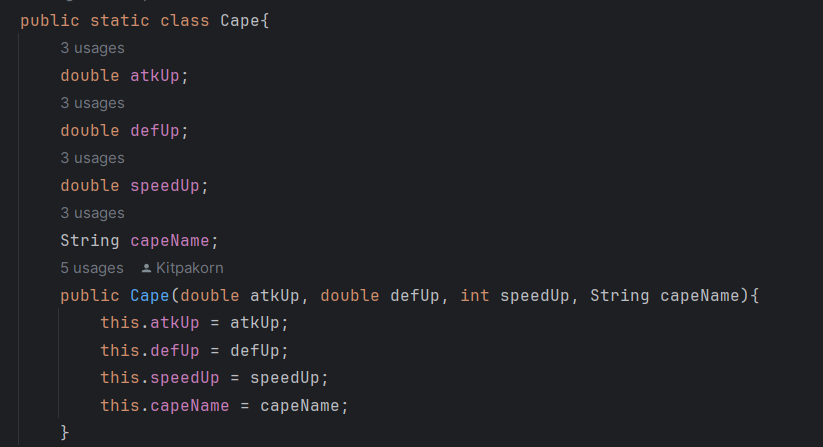 public static class Cape{
3 usages
double atkUp;
3 usages
double defUp;
3 usages
double speedUp;
3 usages
String capeName;
5 usages Kitpakorn
public Cape(double atkUp, double defUp, int speedUp, String capeName){
this.atkUp = atkUp;
this.defUp = defUp;
this.speedUp = speedUp;
this.capeName = capeName;
}